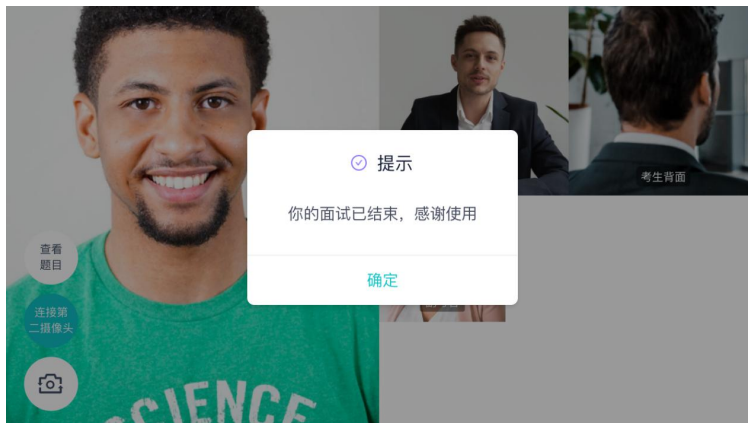 考生背面
提示
你的面试已结束，感谢使用
确定
查看
题目
连接第
二摄像头
SCIENCE